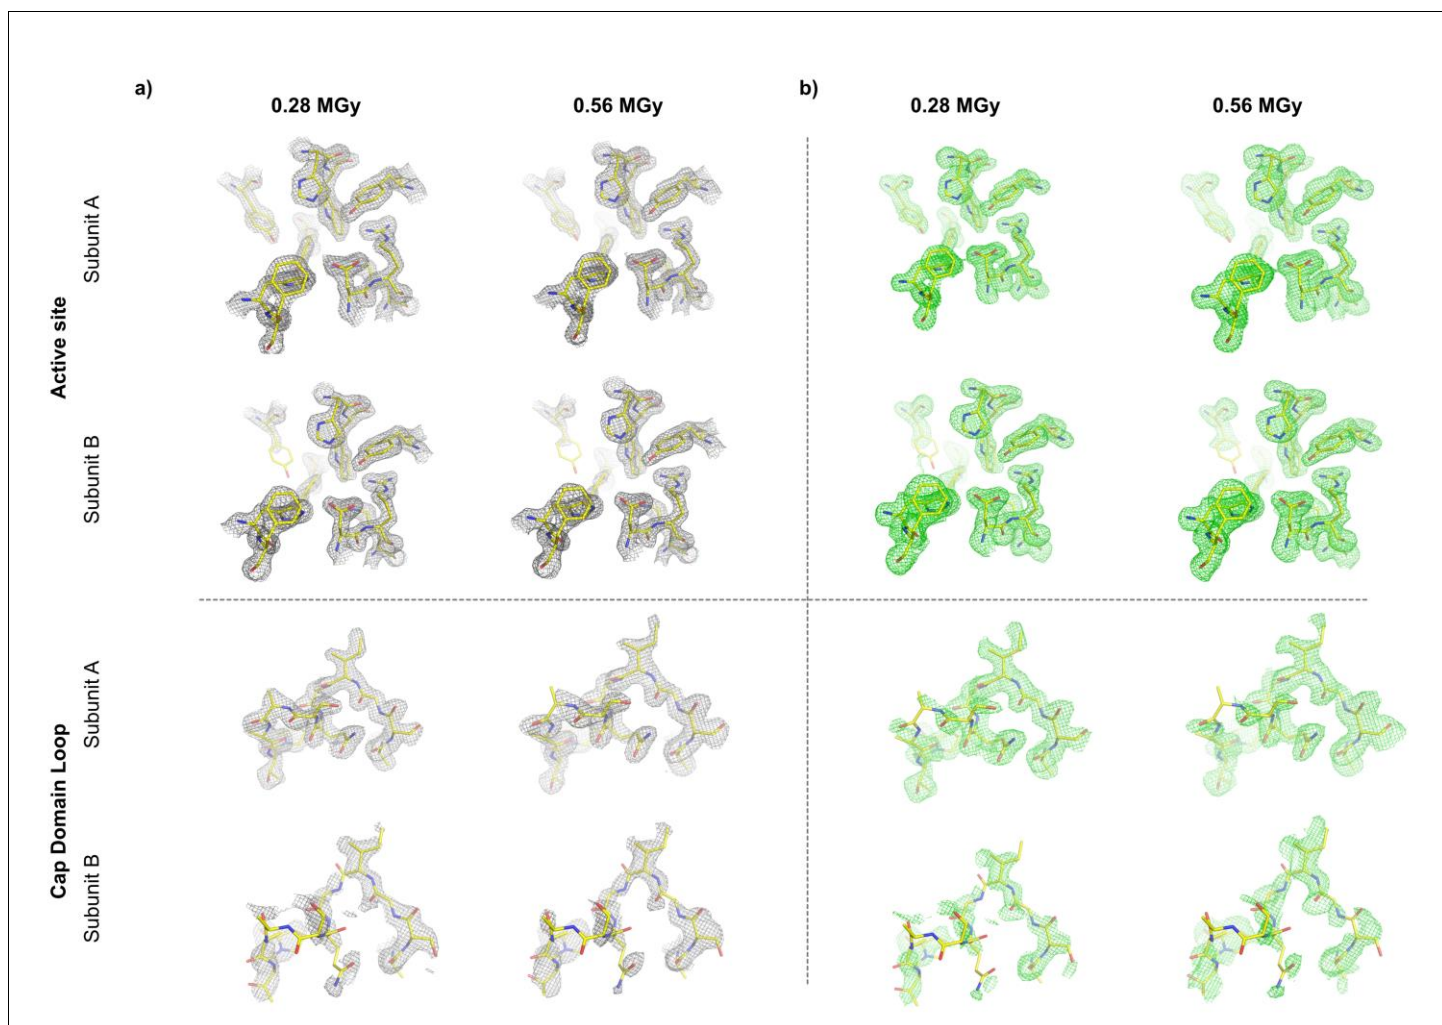 a)
b)
0.28 MGy
0.56 MGy
0.28 MGy
0.56 MGy
Active site
Subunit A
Subunit B
Cap Domain Loop
Subunit A
Subunit B